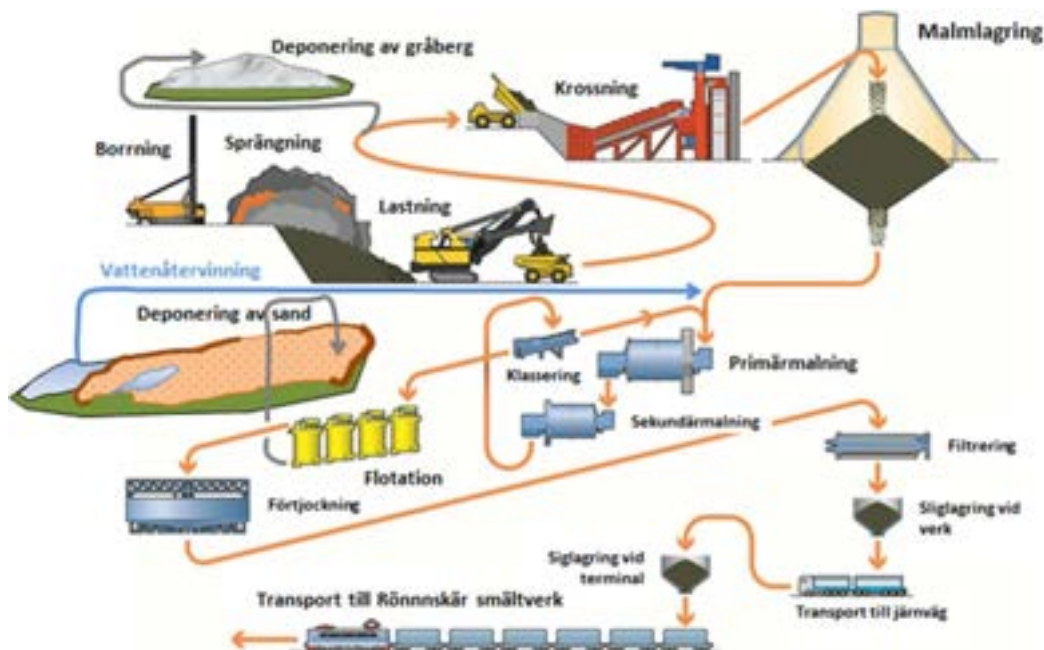 Deponering av gråberg
Malmlagring
Krossning
Borrning
Sprängning
Lastning
Vattenåtervinning
Deponering av sand
Klassering
Primärmalning
Sekundärmalning
Filtrering
Flotation
Förtjockning
Sliglagring vid
verk
Siglagring vid
terminal
Transport till järnväg
Transport till Rönnnskär smältverk